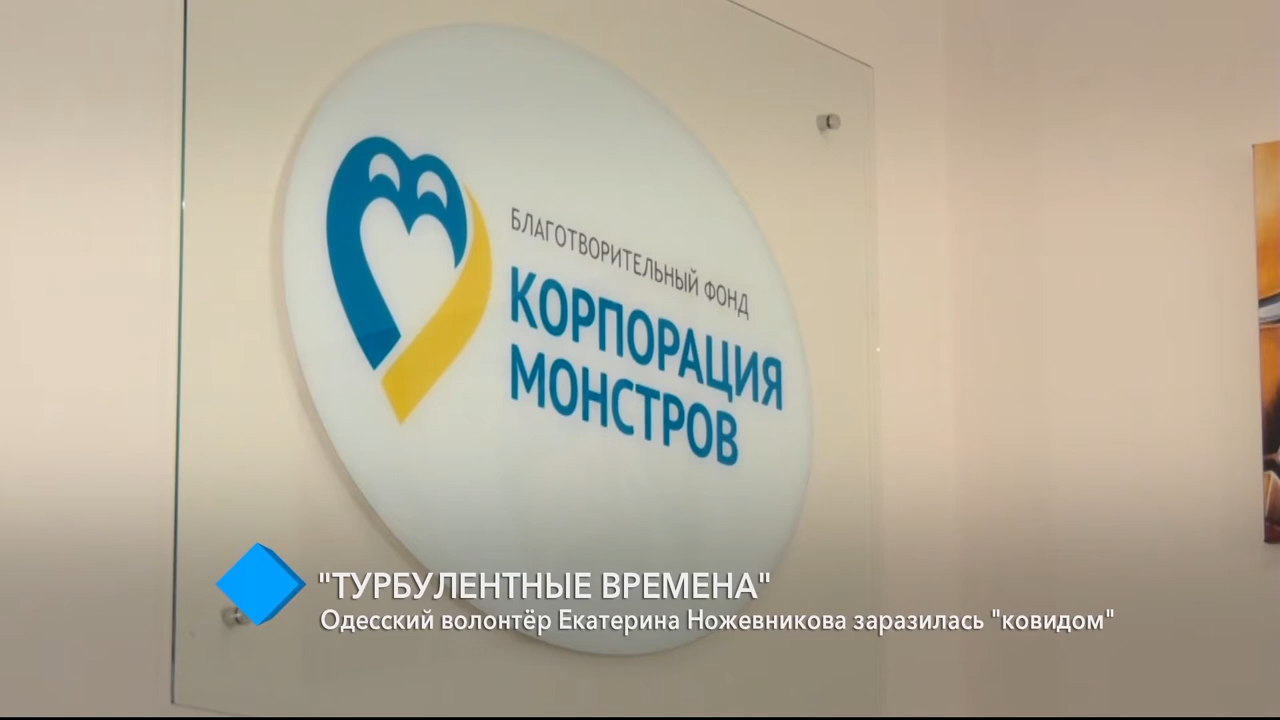 БЛАГОТВОРИТЕЛЬНЫЙ ФОНД
КОРПОРАЦИЯ
МОНСТРОВ
"ТУРБУЛЕНТНЫЕ ВРЕМЕНА"
Одесский волонтёр Екатерина Ножевникова заразилась "ковидом"